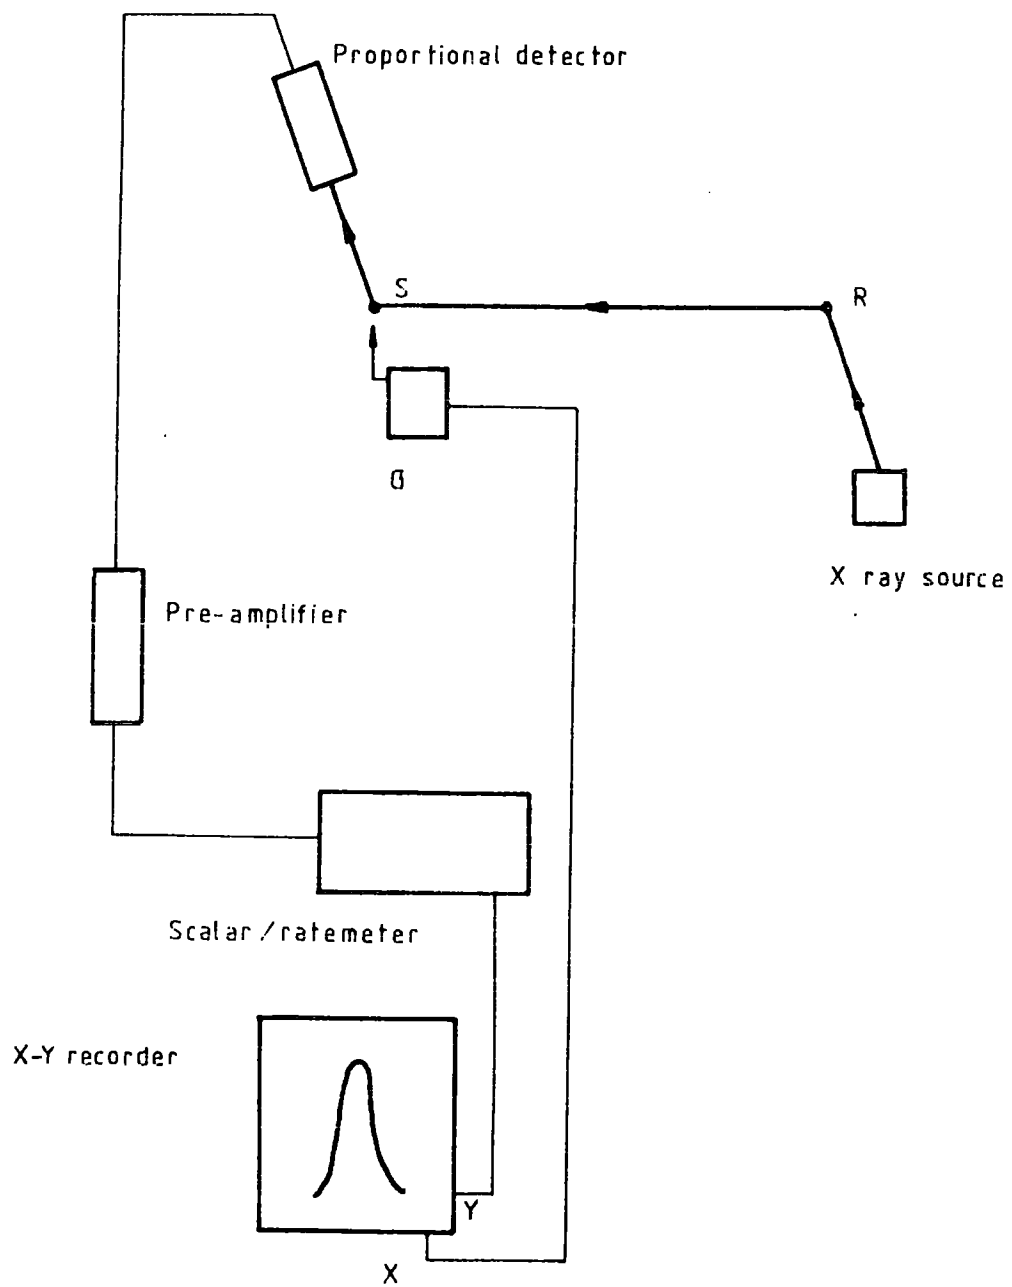 Proportional detector
S
R
X ray source
Pre-amplifier
Scalar/ratemeter
X-Y recorder
Y
X